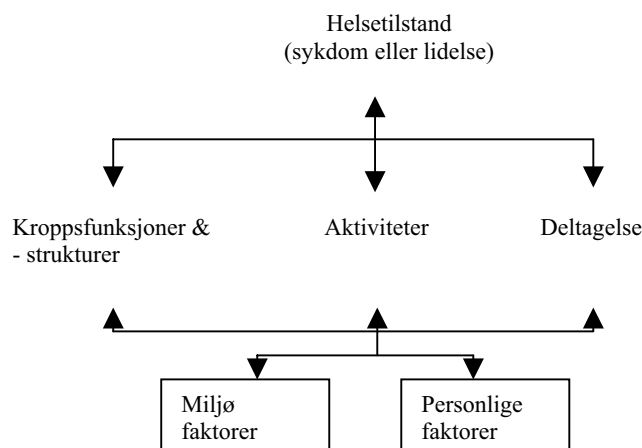 Helsetilstand
(sykdom eller lidelse)
Kroppsfunksjoner &
- strukturer
Aktiviteter
Deltagelse
Miljø
faktorer
Personlige
faktorer